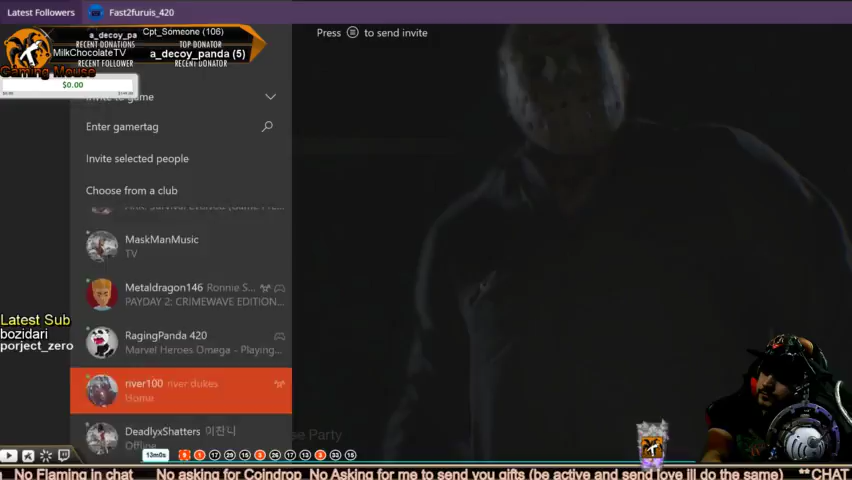 Latest Followers Fast2furuis_420
Press ☰ to send invite
a_decoy_pa Cpt_Someone (106)
RECENT DONATIONS TOP DONATOR
MilkChocolateTV a_decoy_panda (5)
RECENT FOLLOWER RECENT DONATOR
Gaming Mouse
$0.00
Invite to game
Enter gamertag
Invite selected people
Choose from a club
MaskManMusic
TV
Metaldragon146 Ronnie S...
PAYDAY 2: CRIMEWAVE EDITION...
RagingPanda 420
Marvel Heroes Omega - Playing...
river100 river dukes
Home
Latest Sub
bozidari
porject_zero
DeadlyxShatters 이진니
Offline
se Party
13m0s
No Flaming in chat No asking for Coindrop No Asking for me to send you gifts (be active and send love ill do the same) **CHAT